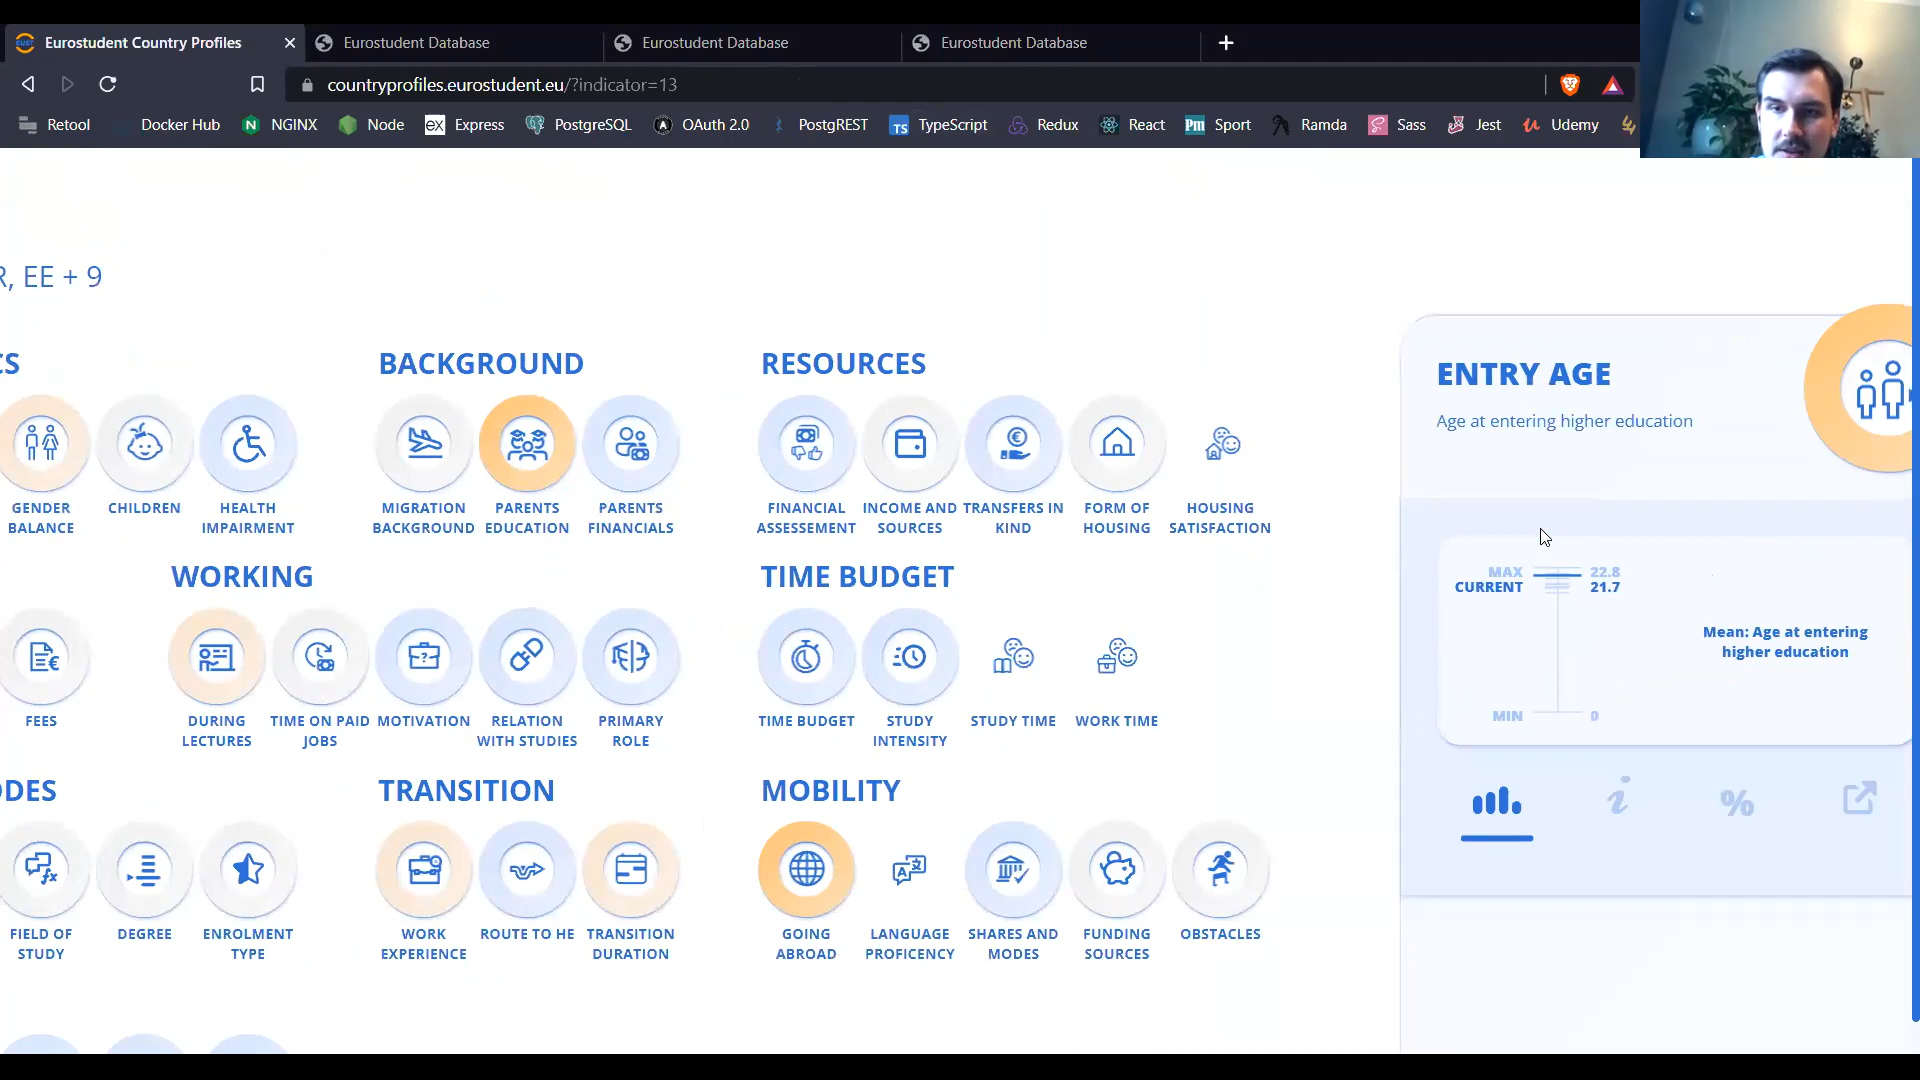 Eurostudent Country Profiles
Eurostudent Database
Eurostudent Database
Eurostudent Database
countryprofiles.eurostudent.eu/?indicator=13
Retool
Docker Hub
NGINX
Node
ex
Express
PostgreSQL
OAuth 2.0
PostgREST
TS
TypeScript
Redux
React
Pm
Sport
Ramda
Sass
Jest
Udemy
R, EE + 9
CS
BACKGROUND
RESOURCES
GENDER
BALANCE
CHILDREN
HEALTH
IMPAIRMENT
MIGRATION
BACKGROUND
PARENTS
EDUCATION
PARENTS
FINANCIALS
FINANCIAL
ASSESSEMENT
INCOME AND
SOURCES
TRANSFERS IN
KIND
FORM OF
HOUSING
HOUSING
SATISFACTION
WORKING
TIME BUDGET
FEES
DURING
LECTURES
TIME ON PAID
JOBS
MOTIVATION
RELATION
WITH STUDIES
PRIMARY
ROLE
TIME BUDGET
STUDY
INTENSITY
STUDY TIME
WORK TIME
ODES
TRANSITION
MOBILITY
FIELD OF
STUDY
DEGREE
ENROLMENT
TYPE
WORK
EXPERIENCE
ROUTE TO HE
TRANSITION
DURATION
GOING
ABROAD
LANGUAGE
PROFICENCY
SHARES AND
MODES
FUNDING
SOURCES
OBSTACLES
ENTRY AGE
Age at entering higher education
MAX 22.8
CURRENT 21.7
MIN 0
Mean: Age at entering
higher education
i
%